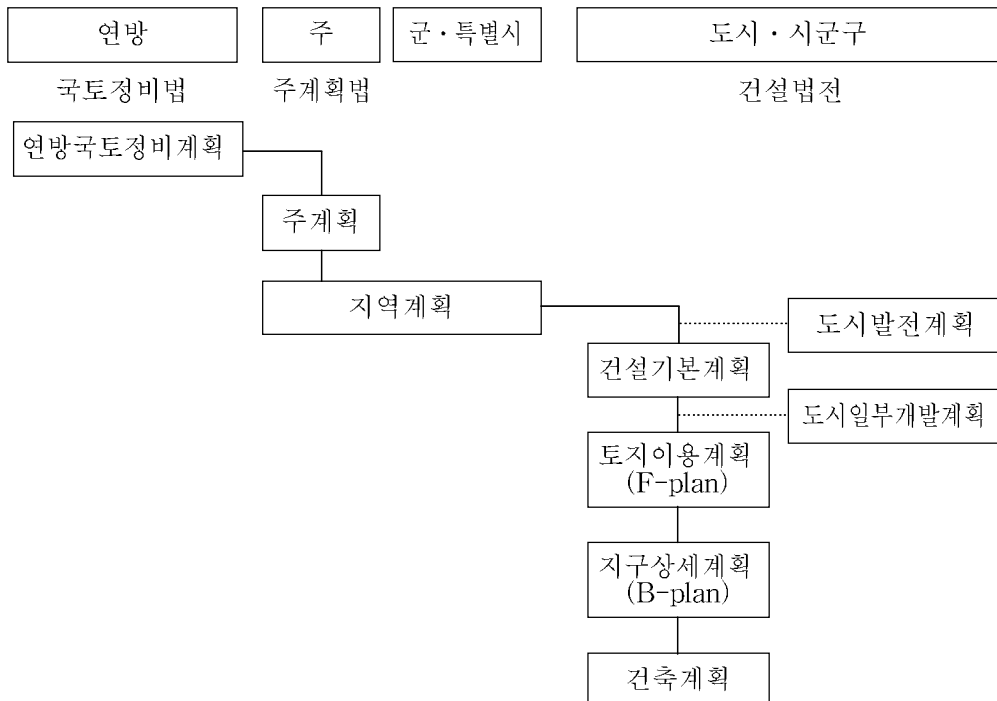 연방 주 군·특별시 도시·시군구
국토정비법 주계획법 건설법전
연방국토정비계획
주계획
지역계획
도시발전계획
건설기본계획
도시일부개발계획
토지이용계획
(F-plan)
지구상세계획
(B-plan)
건축계획